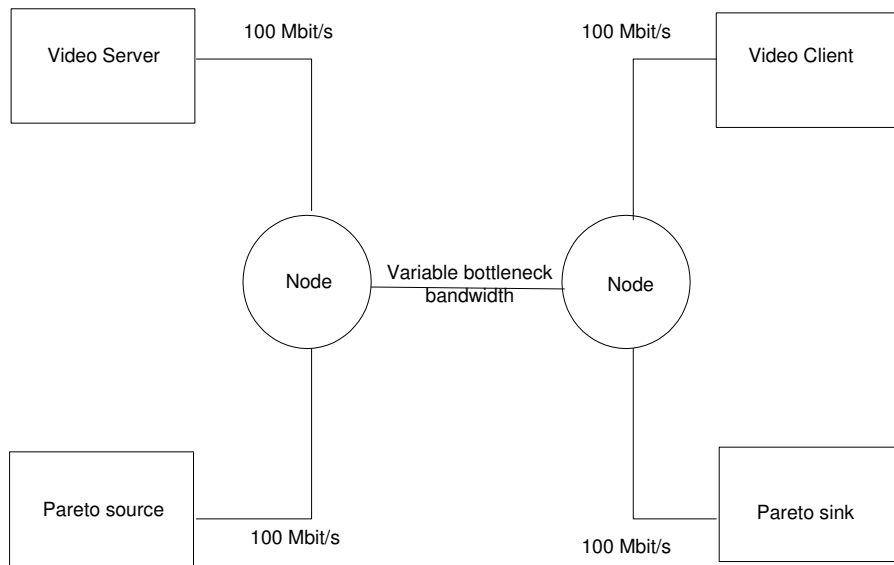 100 Mbit/s
100 Mbit/s
Video Server
Video Client
Node
Variable bottleneck
bandwidth
Node
Pareto source
Pareto sink
100 Mbit/s
100 Mbit/s